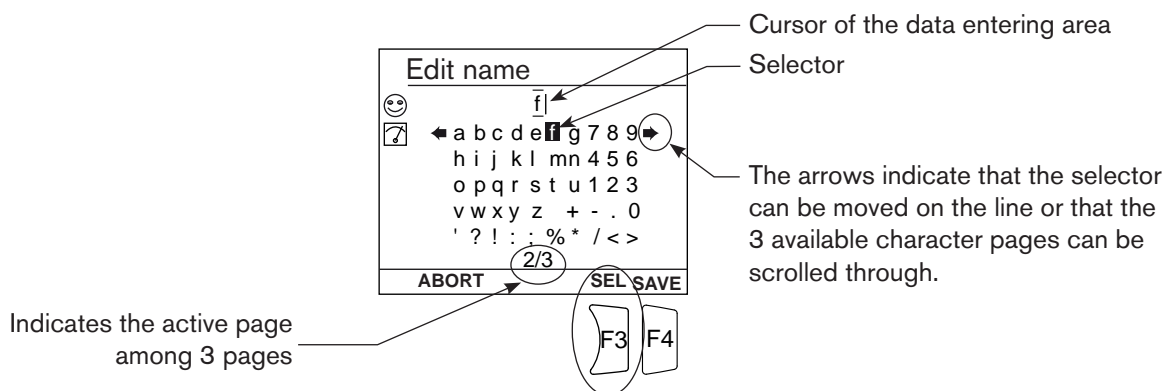 Cursor of the data entering area
Selector
Edit name
f
a b c d e f g 7 8 9
h i j k l m n 4 5 6
o p q r s t u 1 2 3
v w x y z + - . 0
' ? ! : ; % * / < >
2/3
ABORT SEL SAVE
F3 F4
The arrows indicate that the selector
can be moved on the line or that the
3 available character pages can be
scrolled through.
Indicates the active page
among 3 pages